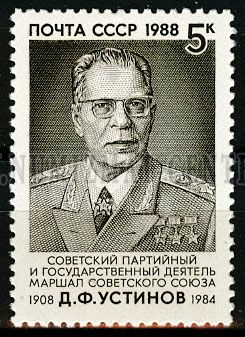 ПОЧТА СССР 1988 5К
СОВЕТСКИЙ ПАРТИЙНЫЙ
И ГОСУДАРСТВЕННЫЙ ДЕЯТЕЛЬ
МАРШАЛ СОВЕТСКОГО СОЮЗА
1908 Д.Ф.УСТИНОВ 1984